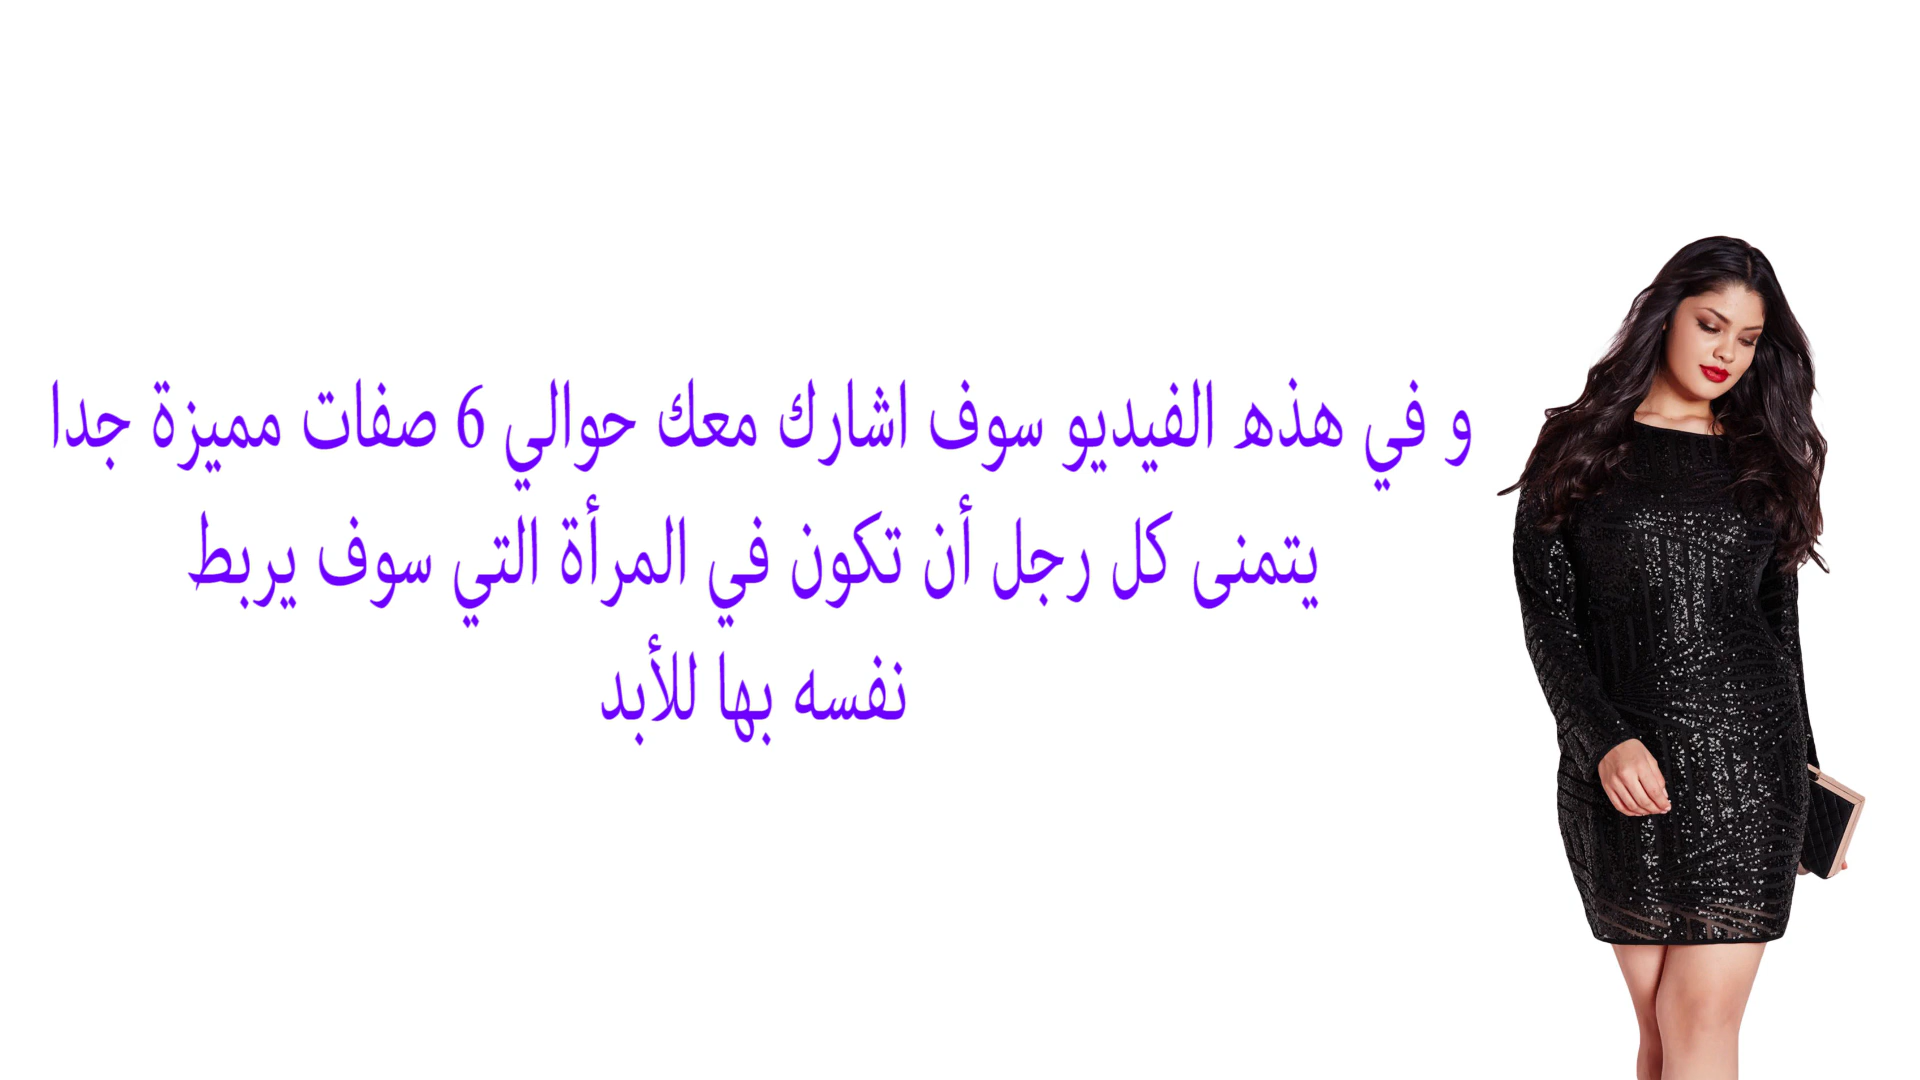 و في هذه الفيديو سوف اشارك معك حوالي 6 صفات مميزة جدا
يتمنى كل رجل أن تكون في المرأة التي سوف يربط
نفسه بها للأبد